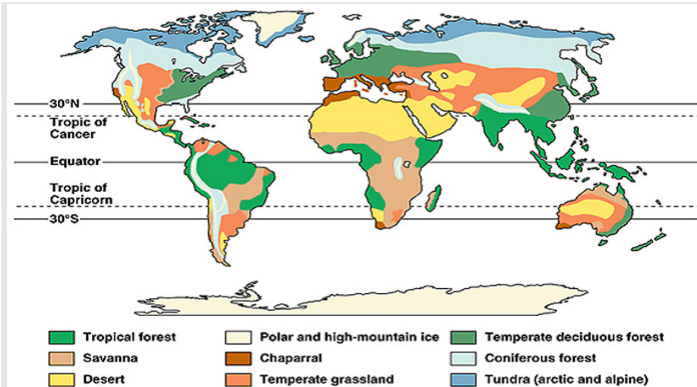 30°N
Tropic of
Cancer
Equator
Tropic of
Capricorn
30°S
Tropical forest
Savanna
Desert
Polar and high-mountain ice
Chaparral
Temperate grassland
Temperate deciduous forest
Coniferous forest
Tundra (arctic and alpine)